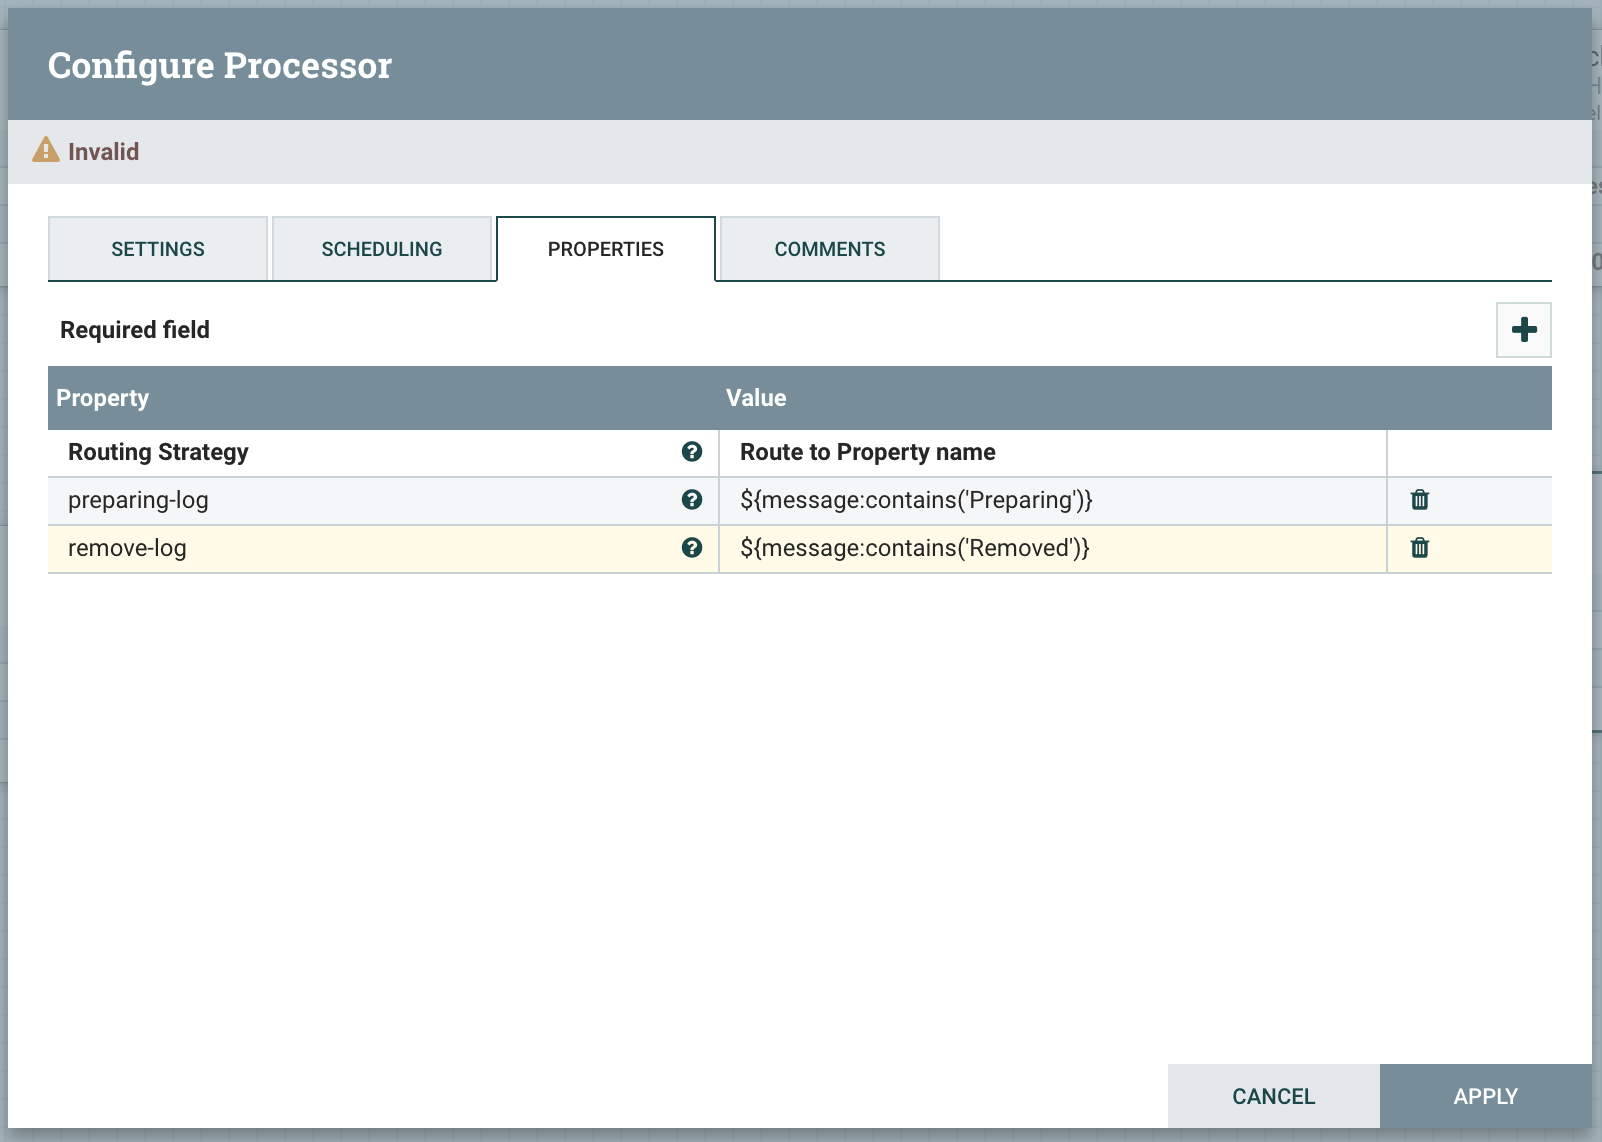 Configure Processor
Invalid
SETTINGS SCHEDULING PROPERTIES COMMENTS
Required field
Property Value
Routing Strategy Route to Property name
preparing-log ${message:contains('Preparing')}
remove-log ${message:contains('Removed')}
CANCEL APPLY